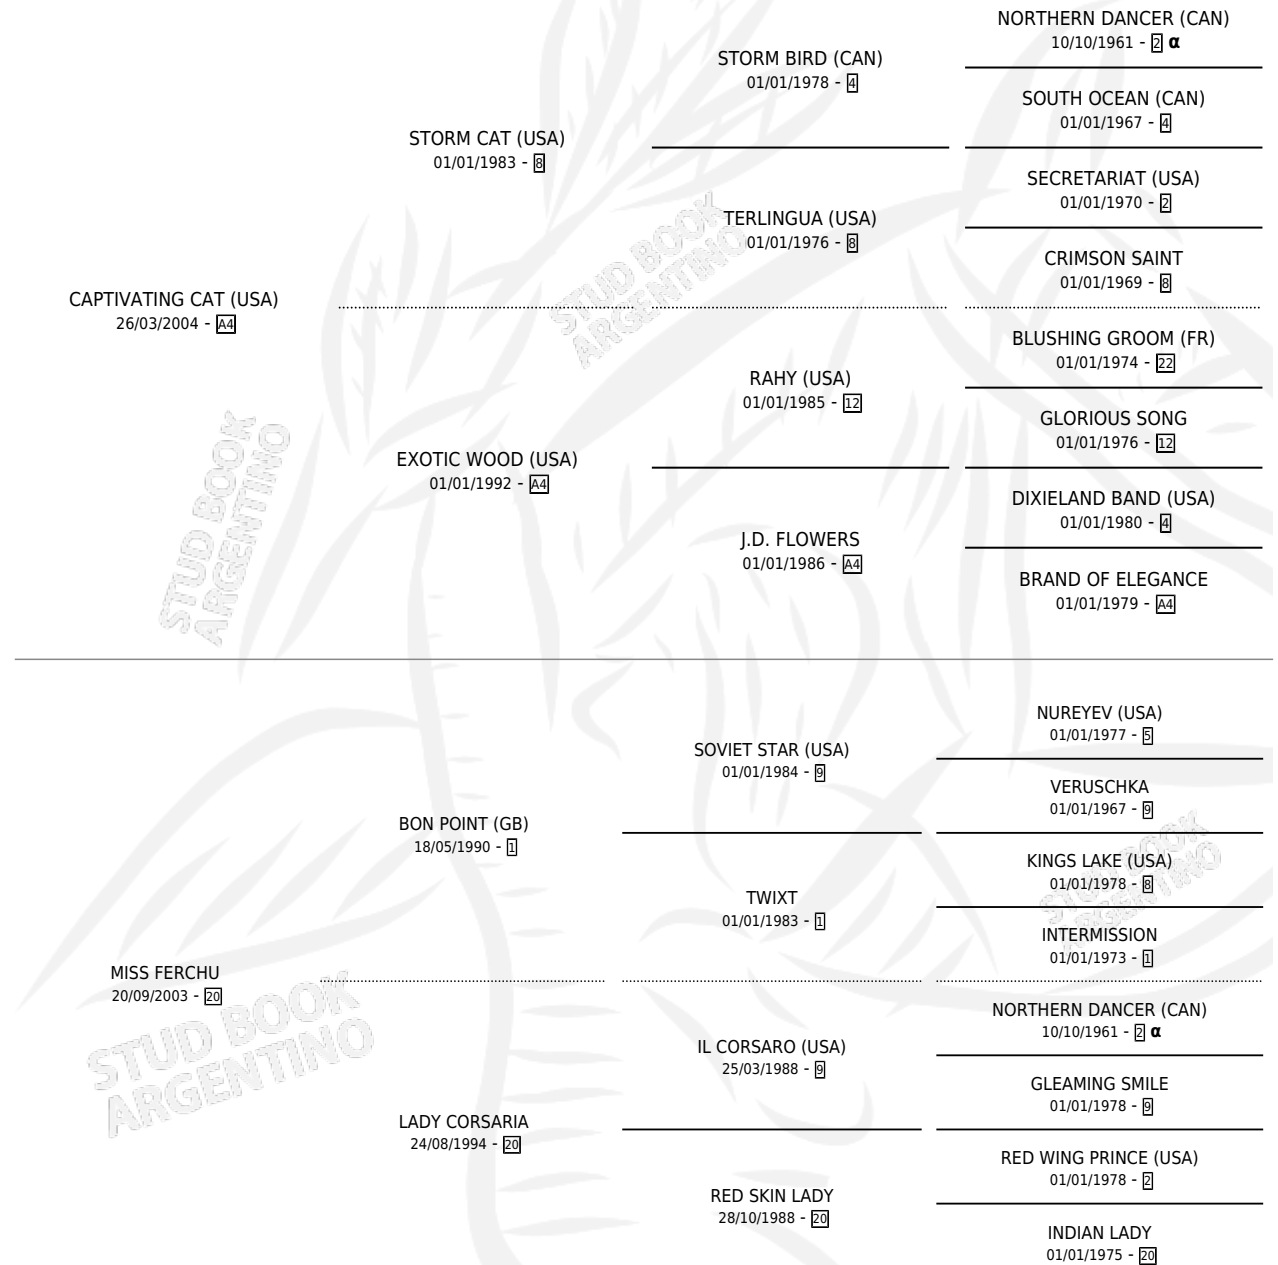 NORTHERN DANCER (CAN)
10/10/1961 - 2 α
STORM BIRD (CAN)
01/01/1978 - 4
SOUTH OCEAN (CAN)
01/01/1967 - 4
STORM CAT (USA)
01/01/1983 - 8
SECRETARIAT (USA)
01/01/1970 - 2
TERLINGUA (USA)
01/01/1976 - 8
CRIMSON SAINT
01/01/1969 - 8
CAPTIVATING CAT (USA)
26/03/2004 - A4
BLUSHING GROOM (FR)
01/01/1974 - 22
RAHY (USA)
01/01/1985 - 12
GLORIOUS SONG
01/01/1976 - 12
EXOTIC WOOD (USA)
01/01/1992 - A4
DIXIELAND BAND (USA)
01/01/1980 - 4
J.D. FLOWERS
01/01/1986 - A4
BRAND OF ELEGANCE
01/01/1979 - A4
NUREYEV (USA)
01/01/1977 - 5
SOVIET STAR (USA)
01/01/1984 - 9
VERUSCHKA
01/01/1967 - 9
BON POINT (GB)
18/05/1990 - 1
KINGS LAKE (USA)
01/01/1978 - 8
TWIXT
01/01/1983 - 1
INTERMISSION
01/01/1973 - 1
MISS FERCHU
20/09/2003 - 20
NORTHERN DANCER (CAN)
10/10/1961 - 2 α
IL CORSARO (USA)
25/03/1988 - 9
GLEAMING SMILE
01/01/1978 - 9
LADY CORSARIA
24/08/1994 - 20
RED WING PRINCE (USA)
01/01/1978 - 2
RED SKIN LADY
28/10/1988 - 20
INDIAN LADY
01/01/1975 - 20
STUD BOOK
ARGENTINO
STUD BOOK
ARGENTINO
STUD BOOK
ARGENTINO
STUD BOOK
ARGENTINO